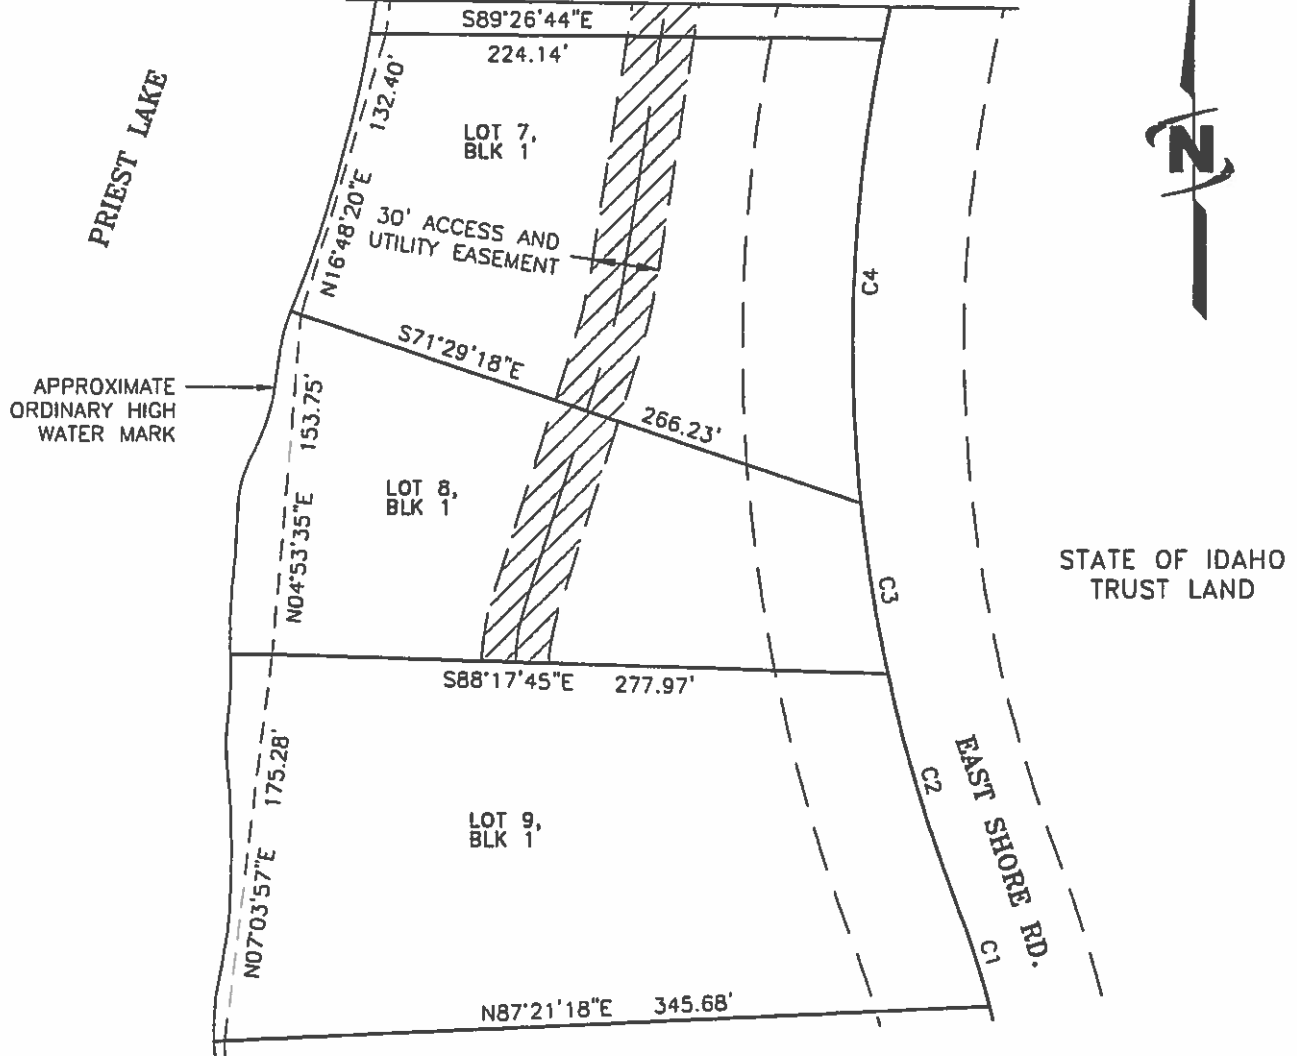 S89°26'44"E
224.14'
PRIEST LAKE
N16°48'20"E 132.40'
LOT 7,
BLK 1
N
30' ACCESS AND
UTILITY EASEMENT
C4
S71°29'18"E 266.23'
APPROXIMATE
ORDINARY HIGH
WATER MARK
N04°53'35"E 153.75'
LOT 8,
BLK 1
C3
STATE OF IDAHO
TRUST LAND
S88°17'45"E 277.97'
N07°03'57"E 175.28'
LOT 9,
BLK 1
C2
EAST SHORE RD.
C1
N87°21'18"E 345.68'